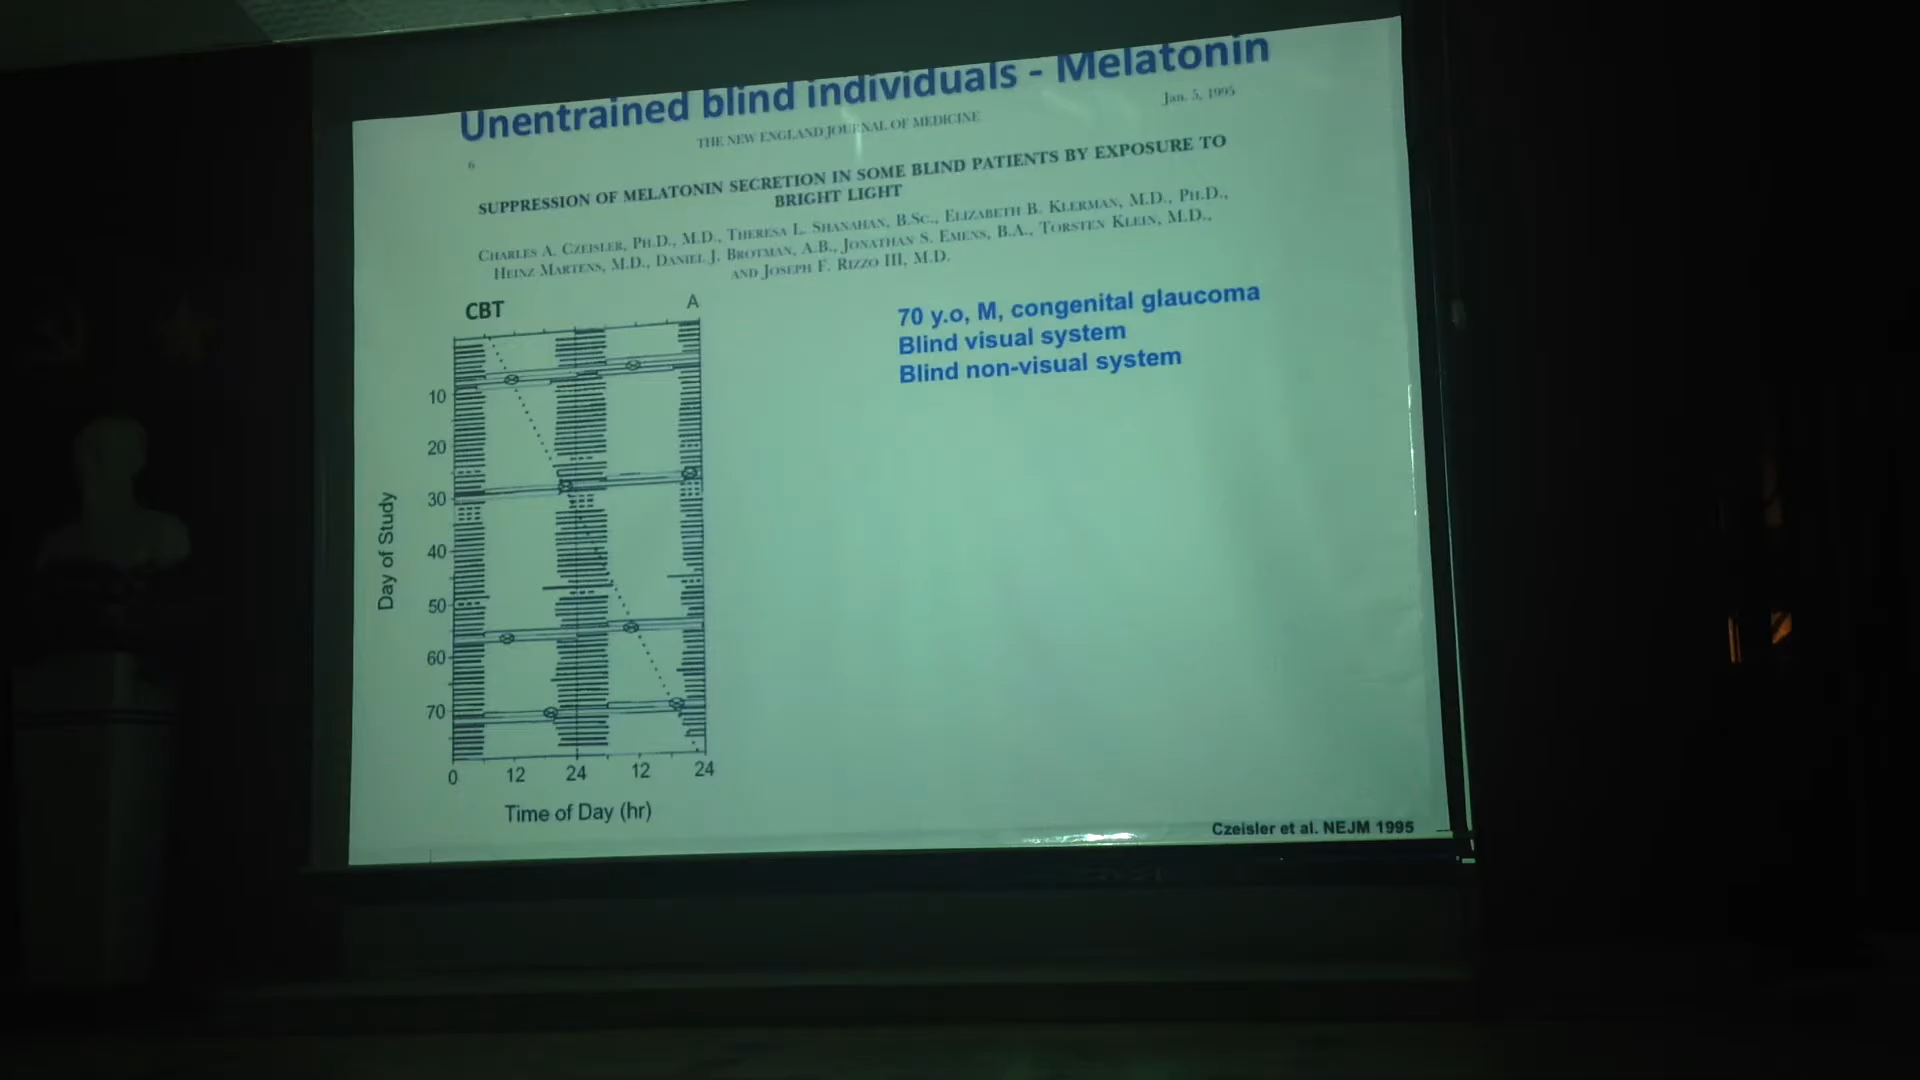 Unentrained blind individuals - Melatonin
6
THE NEW ENGLAND JOURNAL OF MEDICINE
Jan. 5, 1995
SUPPRESSION OF MELATONIN SECRETION IN SOME BLIND PATIENTS BY EXPOSURE TO
BRIGHT LIGHT
CHARLES A. CZEISLER, PH.D., M.D., THERESA L. SHANAHAN, B.SC., ELIZABETH B. KLERMAN, M.D., PH.D.,
HEINZ MARTENS, M.D., DANIEL J. BROTMAN, A.B., JONATHAN S. EMENS, B.A., TORSTEN KLEIN, M.D.,
AND JOSEPH F. RIZZO III, M.D.
CBT
A
70 y.o, M, congenital glaucoma
Blind visual system
Blind non-visual system
10
20
30
40
50
60
70
Day of Study
0 12 24 12 24
Time of Day (hr)
Czeisler et al. NEJM 1995